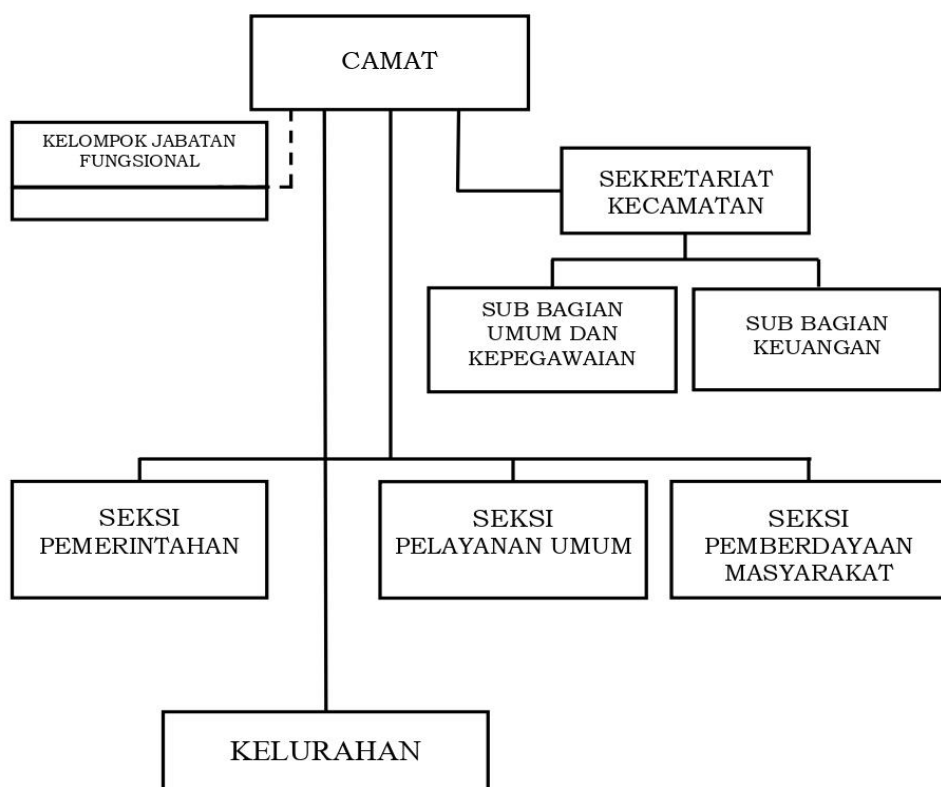 CAMAT
KELOMPOK JABATAN
FUNGSIONAL
SEKRETARIAT
KECAMATAN
SUB BAGIAN
UMUM DAN
KEPEGAWAIAN
SUB BAGIAN
KEUANGAN
SEKSI
PEMERINTAHAN
SEKSI
PELAYANAN UMUM
SEKSI
PEMBERDAYAAN
MASYARAKAT
KELURAHAN